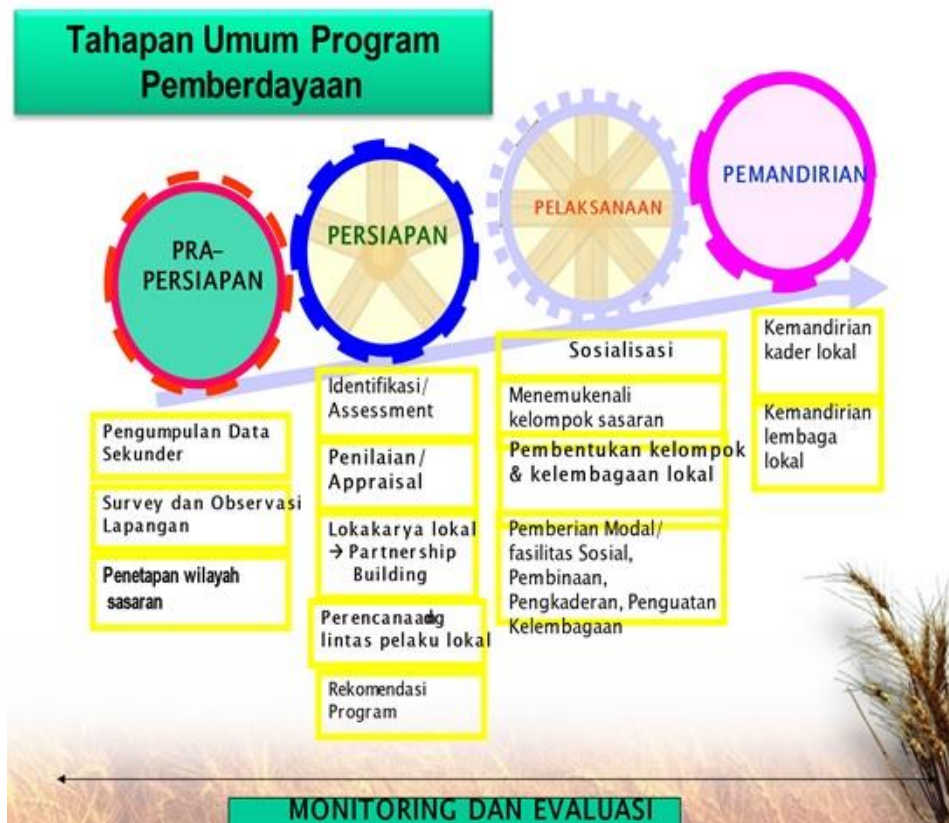 Tahapan Umum Program
Pemberdayaan
PRA-
PERSIAPAN
PERSIAPAN
PELAKSANAAN
PEMANDIRIAN
Pengumpulan Data
Sekunder
Survey dan Observasi
Lapangan
Penetapan wilayah
sasaran
Identifikasi/
Assessment
Penilaian/
Appraisal
Lokakarya lokal
→ Partnership
Building
Perencanaan dg
lintas pelaku lokal
Rekomendasi
Program
Sosialisasi
Menemukenali
kelompok sasaran
Pembentukan kelompok
& kelembagaan lokal
Pemberian Modal/
fasilitas Sosial,
Pembinaan,
Pengkaderan, Penguatan
Kelembagaan
Kemandirian
kader lokal
Kemandirian
lembaga
lokal
MONITORING DAN EVALUASI